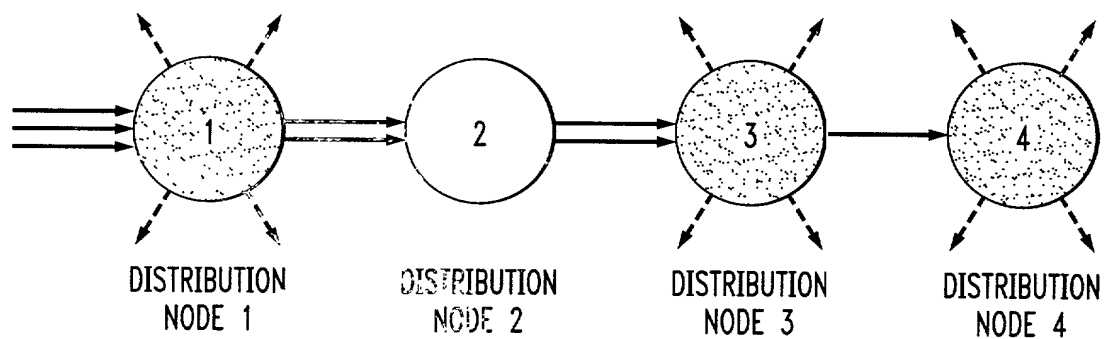 1
2
3
4
DISTRIBUTION
NODE 1
DISTRIBUTION
NODE 2
DISTRIBUTION
NODE 3
DISTRIBUTION
NODE 4